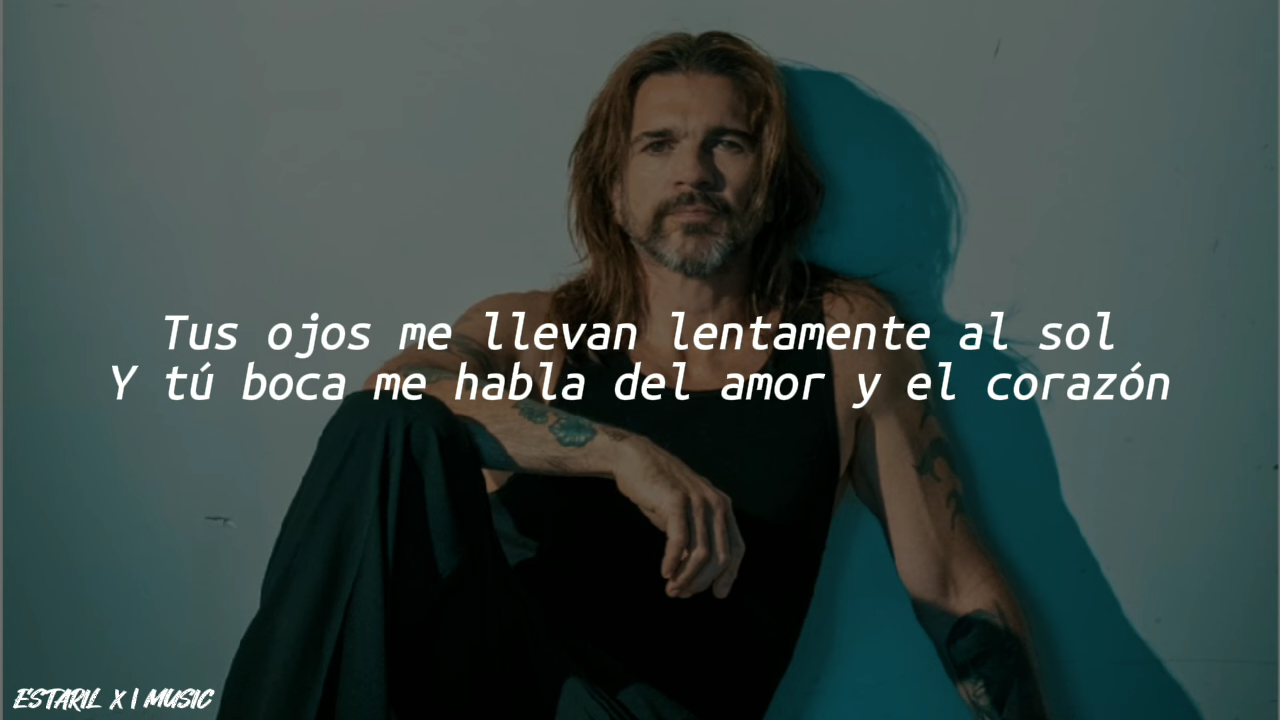 Tus ojos me llevan lentamente al sol
Y tú boca me habla del amor y el corazón
ESTARIL X I MUSIC